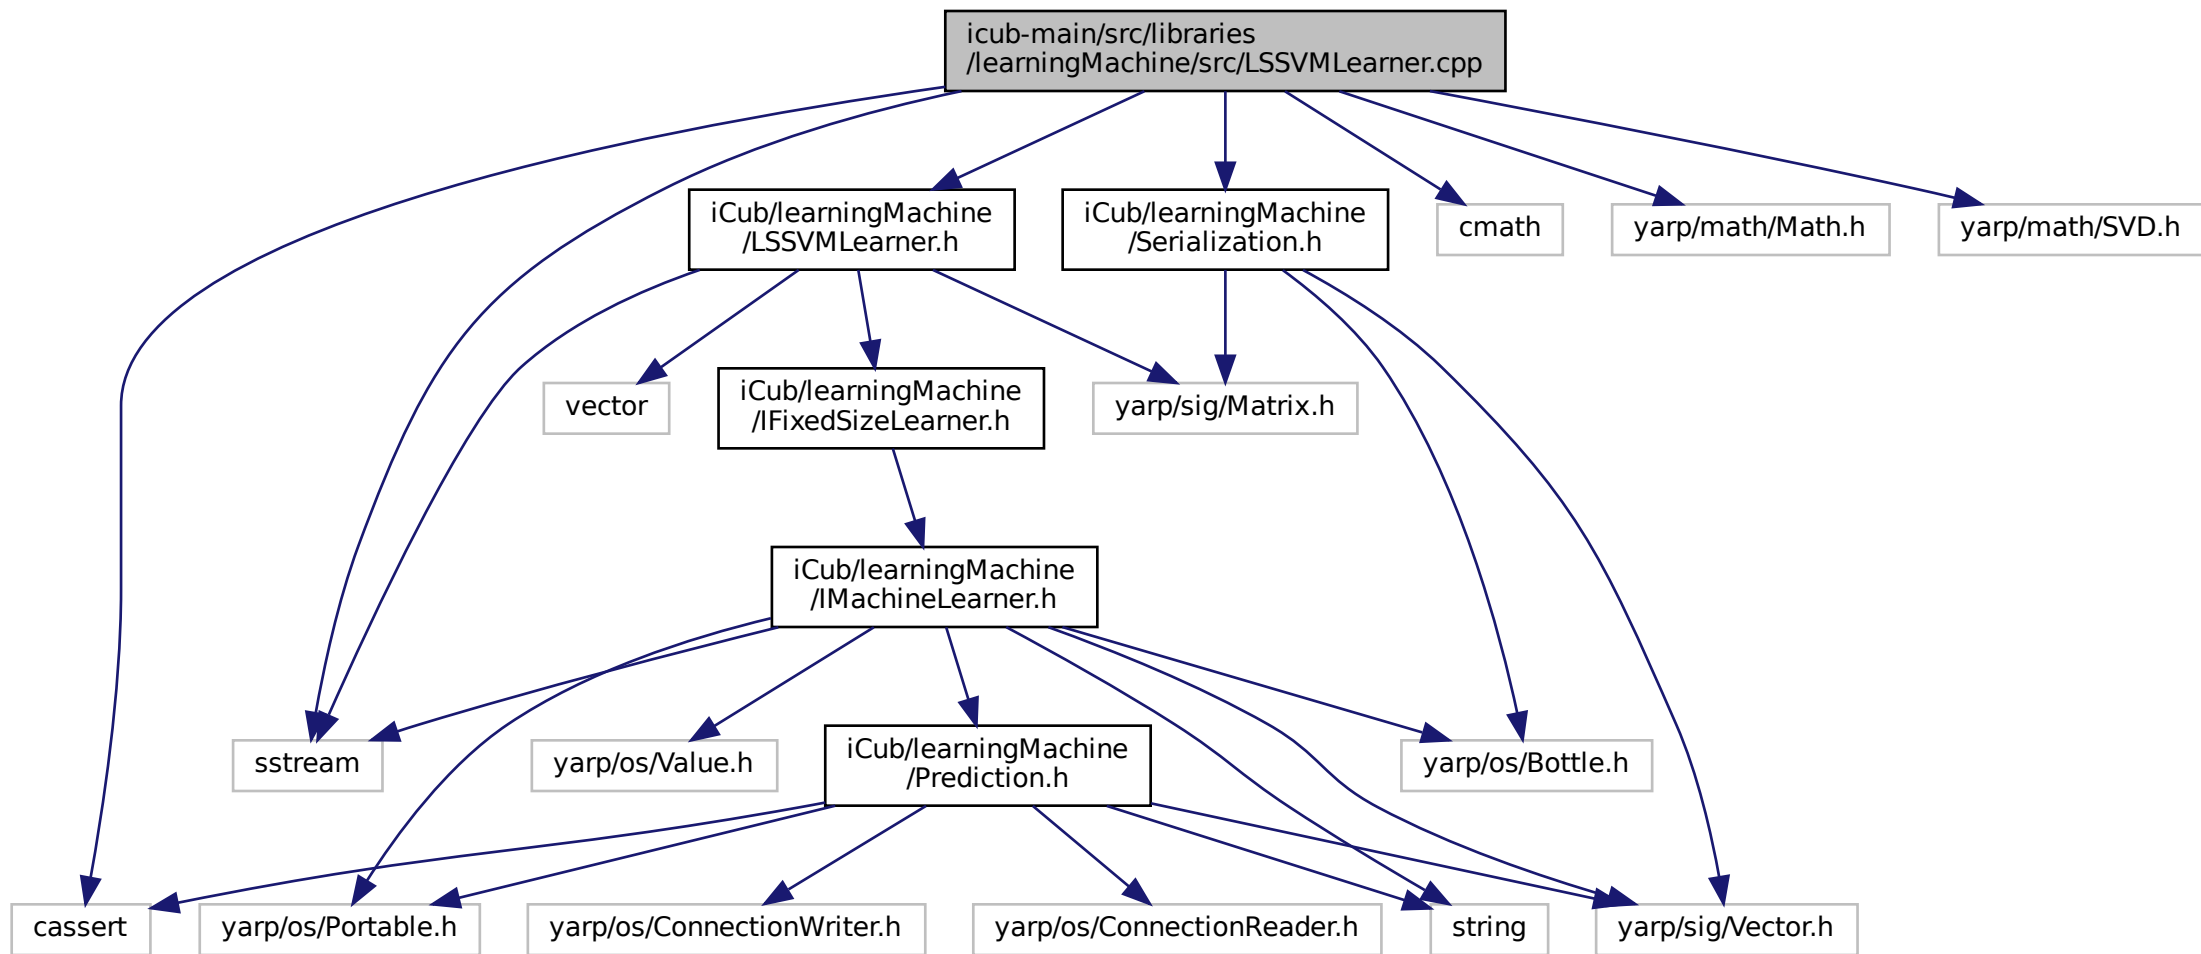 icub-main/src/libraries
/learningMachine/src/LSSVMLearner.cpp
iCub/learningMachine
/LSSVMLearner.h
iCub/learningMachine
/Serialization.h
cmath
yarp/math/Math.h
yarp/math/SVD.h
vector
iCub/learningMachine
/IFixedSizeLearner.h
yarp/sig/Matrix.h
iCub/learningMachine
/IMachineLearner.h
sstream
yarp/os/Value.h
iCub/learningMachine
/Prediction.h
yarp/os/Bottle.h
cassert
yarp/os/Portable.h
yarp/os/ConnectionWriter.h
yarp/os/ConnectionReader.h
string
yarp/sig/Vector.h